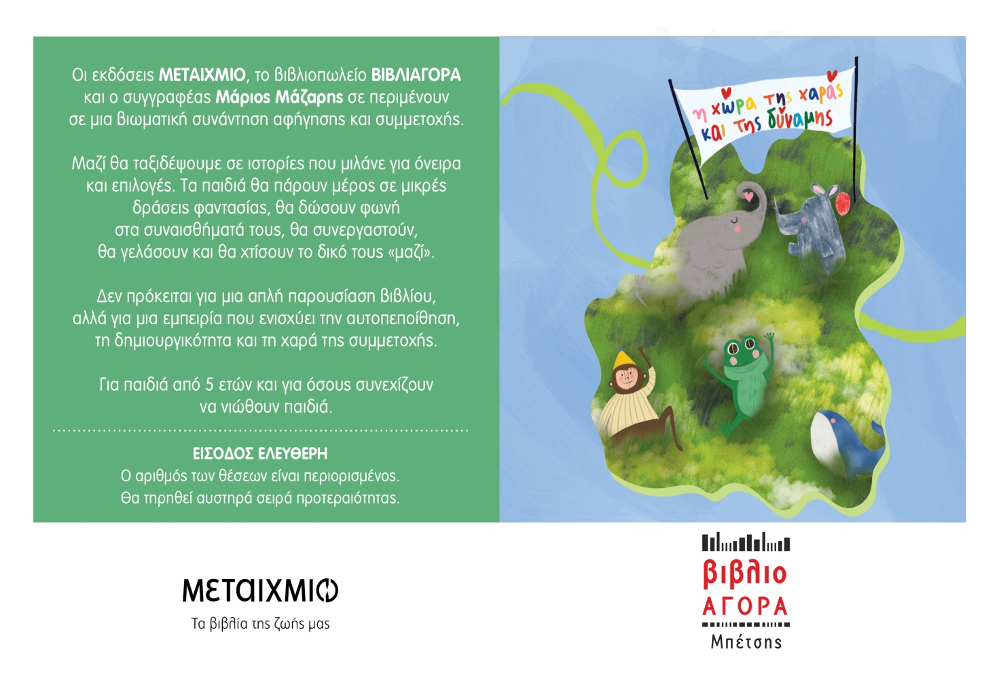 Οι εκδόσεις ΜΕΤΑΙΧΜΙΟ, το βιβλιοπωλείο ΒΙΒΛΙΑΓΟΡΑ
και ο συγγραφέας Μάριος Μάζαρης σε περιμένουν
σε μια βιωματική συνάντηση αφήγησης και συμμετοχής.
Μαζί θα ταξιδέψουμε σε ιστορίες που μιλάνε για όνειρα
και επιλογές. Τα παιδιά θα πάρουν μέρος σε μικρές
δράσεις φαντασίας, θα δώσουν φωνή
στα συναισθήματά τους, θα συνεργαστούν,
θα γελάσουν και θα χτίσουν το δικό τους «μαζί».
Δεν πρόκειται για μια απλή παρουσίαση βιβλίου,
αλλά για μια εμπειρία που ενισχύει την αυτοπεποίθηση,
τη δημιουργικότητα και τη χαρά της συμμετοχής.
Για παιδιά από 5 ετών και για όσους συνεχίζουν
να νιώθουν παιδιά.
ΕΙΣΟΔΟΣ ΕΛΕΥΘΕΡΗ
Ο αριθμός των θέσεων είναι περιορισμένος.
Θα τηρηθεί αυστηρά σειρά προτεραιότητας.
η χώρα της χαράς
και της δύναμης
ΜΕΤΑΙΧΜΙΟ
Τα βιβλία της ζωής μας
βιβλιο
ΑΓΟΡΑ
Μπέτσης